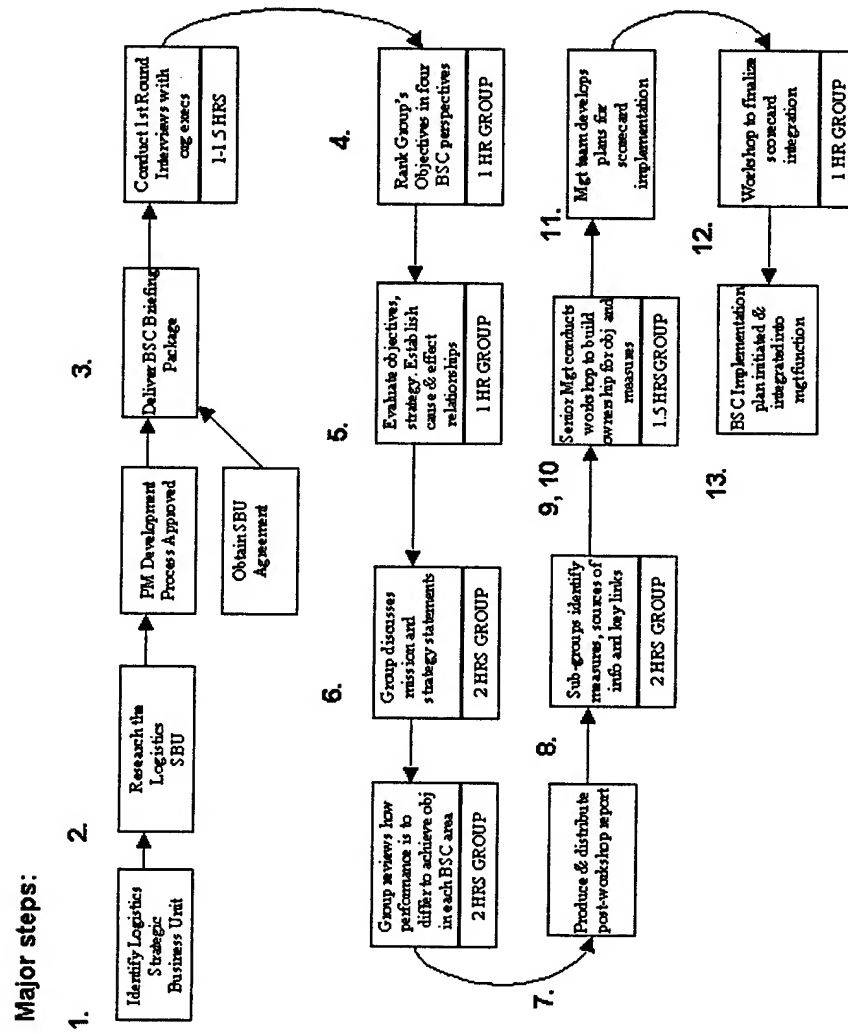 Major steps:
1.
Identify Logistics
Strategic
Business Unit
2.
Research the
Logistics
SBU
PM Development
Process Approved
Obtain SBU
Agreement
3.
Deliver BSC Briefing
Package
Conduct 1st Round
Interviews with
org execs
1-1.5 HRS
4.
Rank Group's
Objectives in four
BSC perspectives
1 HR GROUP
5.
Evaluate objectives,
strategy. Establish
cause & effect
relationships
1 HR GROUP
6.
Group discusses
mission and
strategy statements
2 HRS GROUP
Group reviews how
performance is to
differ to achieve obj
in each BSC area
2 HRS GROUP
7.
Produce & distribute
post-workshop report
8.
Sub-groups identify
measures, sources of
info and key links
2 HRS GROUP
9, 10
Senior Mgt conducts
workshop to build
ownership for obj and
measures
1.5 HRS GROUP
11.
Mgt team develops
plans for
scorecard
implementation
12.
Workshop to finalize
scorecard
integration
1 HR GROUP
13.
BSC Implementation
plan initiated &
integrated into
mgt function